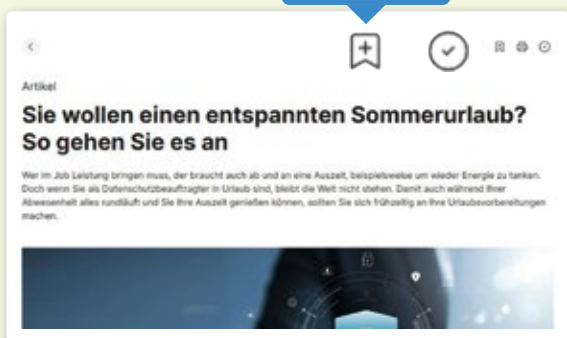 Artikel
Sie wollen einen entspannten Sommerurlaub?
So gehen Sie es an
Wer im Job Leistung bringen muss, der braucht auch ab und an eine Auszeit, beispielsweise um wieder Energie zu tanken.
Doch wenn Sie als Datenschutzbeauftragter in Urlaub sind, bleibt die Welt nicht stehen. Damit auch während Ihrer
Abwesenheit alles rundläuft und Sie Ihre Auszeit genießen können, sollten Sie sich frühzeitig an Ihre Urlaubsvorbereitungen
machen.